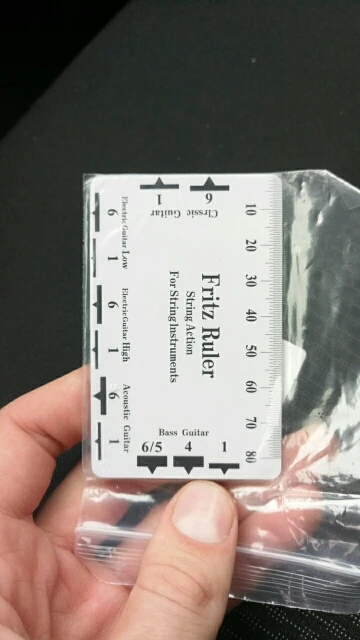 Fritz Ruler
String Action
For String Instruments
10 20 30 40 50 60 70 80
6 1
Clrssic Guitar
6 1 6 1 6 1
Electric Guitar Low Electric Guitar High Acoustic Guitar
Bass Guitar
6/5 4 1